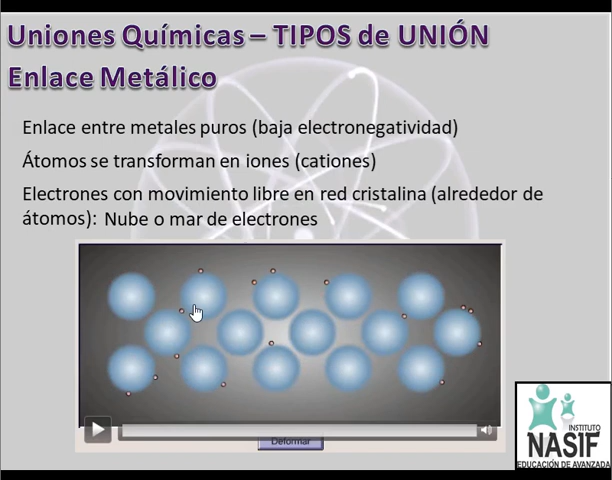 Uniones Químicas – TIPOS de UNIÓN
Enlace Metálico
Enlace entre metales puros (baja electronegatividad)
Átomos se transforman en iones (cationes)
Electrones con movimiento libre en red cristalina (alrededor de
átomos): Nube o mar de electrones
Deformar
INSTITUTO
NASIF
EDUCACIÓN DE AVANZADA